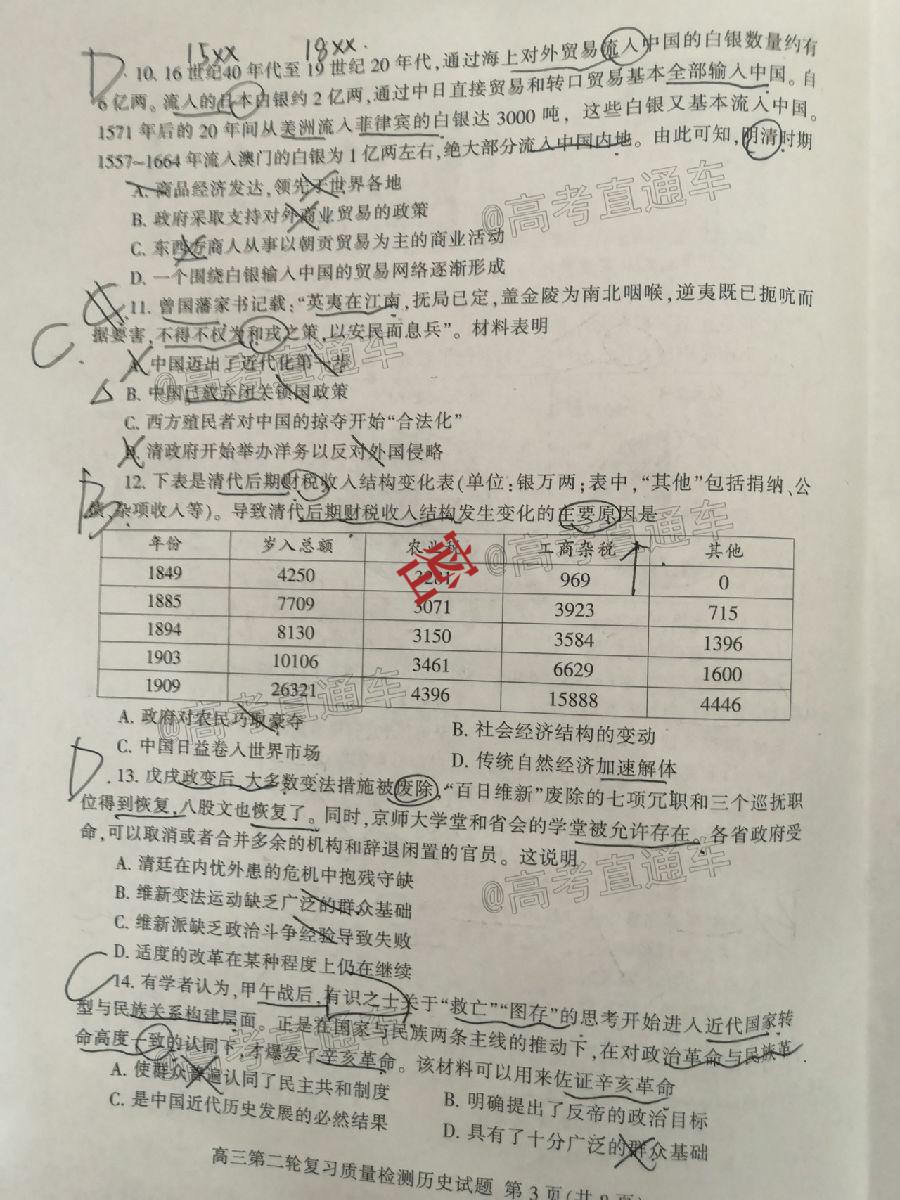 15xx 18xx.
D
10. 16世纪40年代至19世纪20年代，通过海上对外贸易流入中国的白银数量约有
6亿两。流入的日本白银约2亿两，通过中日直接贸易和转口贸易基本全部输入中国。自
1571年后的20年间从美洲流入菲律宾的白银达3000吨，这些白银又基本流入中国。
1557~1664年流入澳门的白银为1亿两左右，绝大部分流入中国内地。由此可知，明清时期
A. 商品经济发达，领先于世界各地
B. 政府采取支持对外商业贸易的政策
C. 东西方商人从事以朝贡贸易为主的商业活动
D. 一个围绕白银输入中国的贸易网络逐渐形成
@高考直通车
C.
11. 曾国藩家书记载：“英夷在江南，抚局已定，盖金陵为南北咽喉，逆夷既已扼吭而
据要害，不得不权为和戎之策，以安民而息兵”。材料表明
A. 中国迈出了近代化第一步
B. 中国已放弃闭关锁国政策
C. 西方殖民者对中国的掠夺开始“合法化”
D. 清政府开始举办洋务以反对外国侵略
@高考直通车
B
12. 下表是清代后期财税收入结构变化表(单位：银万两；表中，“其他”包括捐纳、公
债、杂项收入等)。导致清代后期财税收入结构发生变化的主要原因是
年份 岁入总额 农业税 工商杂税 其他
1849 4250 3281 969 0
1885 7709 3071 3923 715
1894 8130 3150 3584 1396
1903 10106 3461 6629 1600
1909 26321 4396 15888 4446
密
@高考直通车
A. 政府对农民巧取豪夺 B. 社会经济结构的变动
C. 中国日益卷入世界市场 D. 传统自然经济加速解体
@高考直通车
D
13. 戊戌政变后，大多数变法措施被废除，“百日维新”废除的七项冗职和三个巡抚职
位得到恢复，八股文也恢复了。同时，京师大学堂和省会的学堂被允许存在。各省政府受
命，可以取消或者合并多余的机构和辞退闲置的官员。这说明
A. 清廷在内忧外患的危机中抱残守缺
B. 维新变法运动缺乏广泛的群众基础
C. 维新派缺乏政治斗争经验导致失败
D. 适度的改革在某种程度上仍在继续
@高考直通车
C
14. 有学者认为，甲午战后，有识之士关于“救亡”“图存”的思考开始进入近代国家转
型与民族关系构建层面。正是在国家与民族两条主线的推动下，在对政治革命与民族革
命高度一致的认同下，才爆发了辛亥革命。该材料可以用来佐证辛亥革命
A. 使群众普遍认同了民主共和制度 B. 明确提出了反帝的政治目标
C. 是中国近代历史发展的必然结果 D. 具有了十分广泛的群众基础
@高考直通车
高三第二轮复习质量检测历史试题 第3页(共8页)